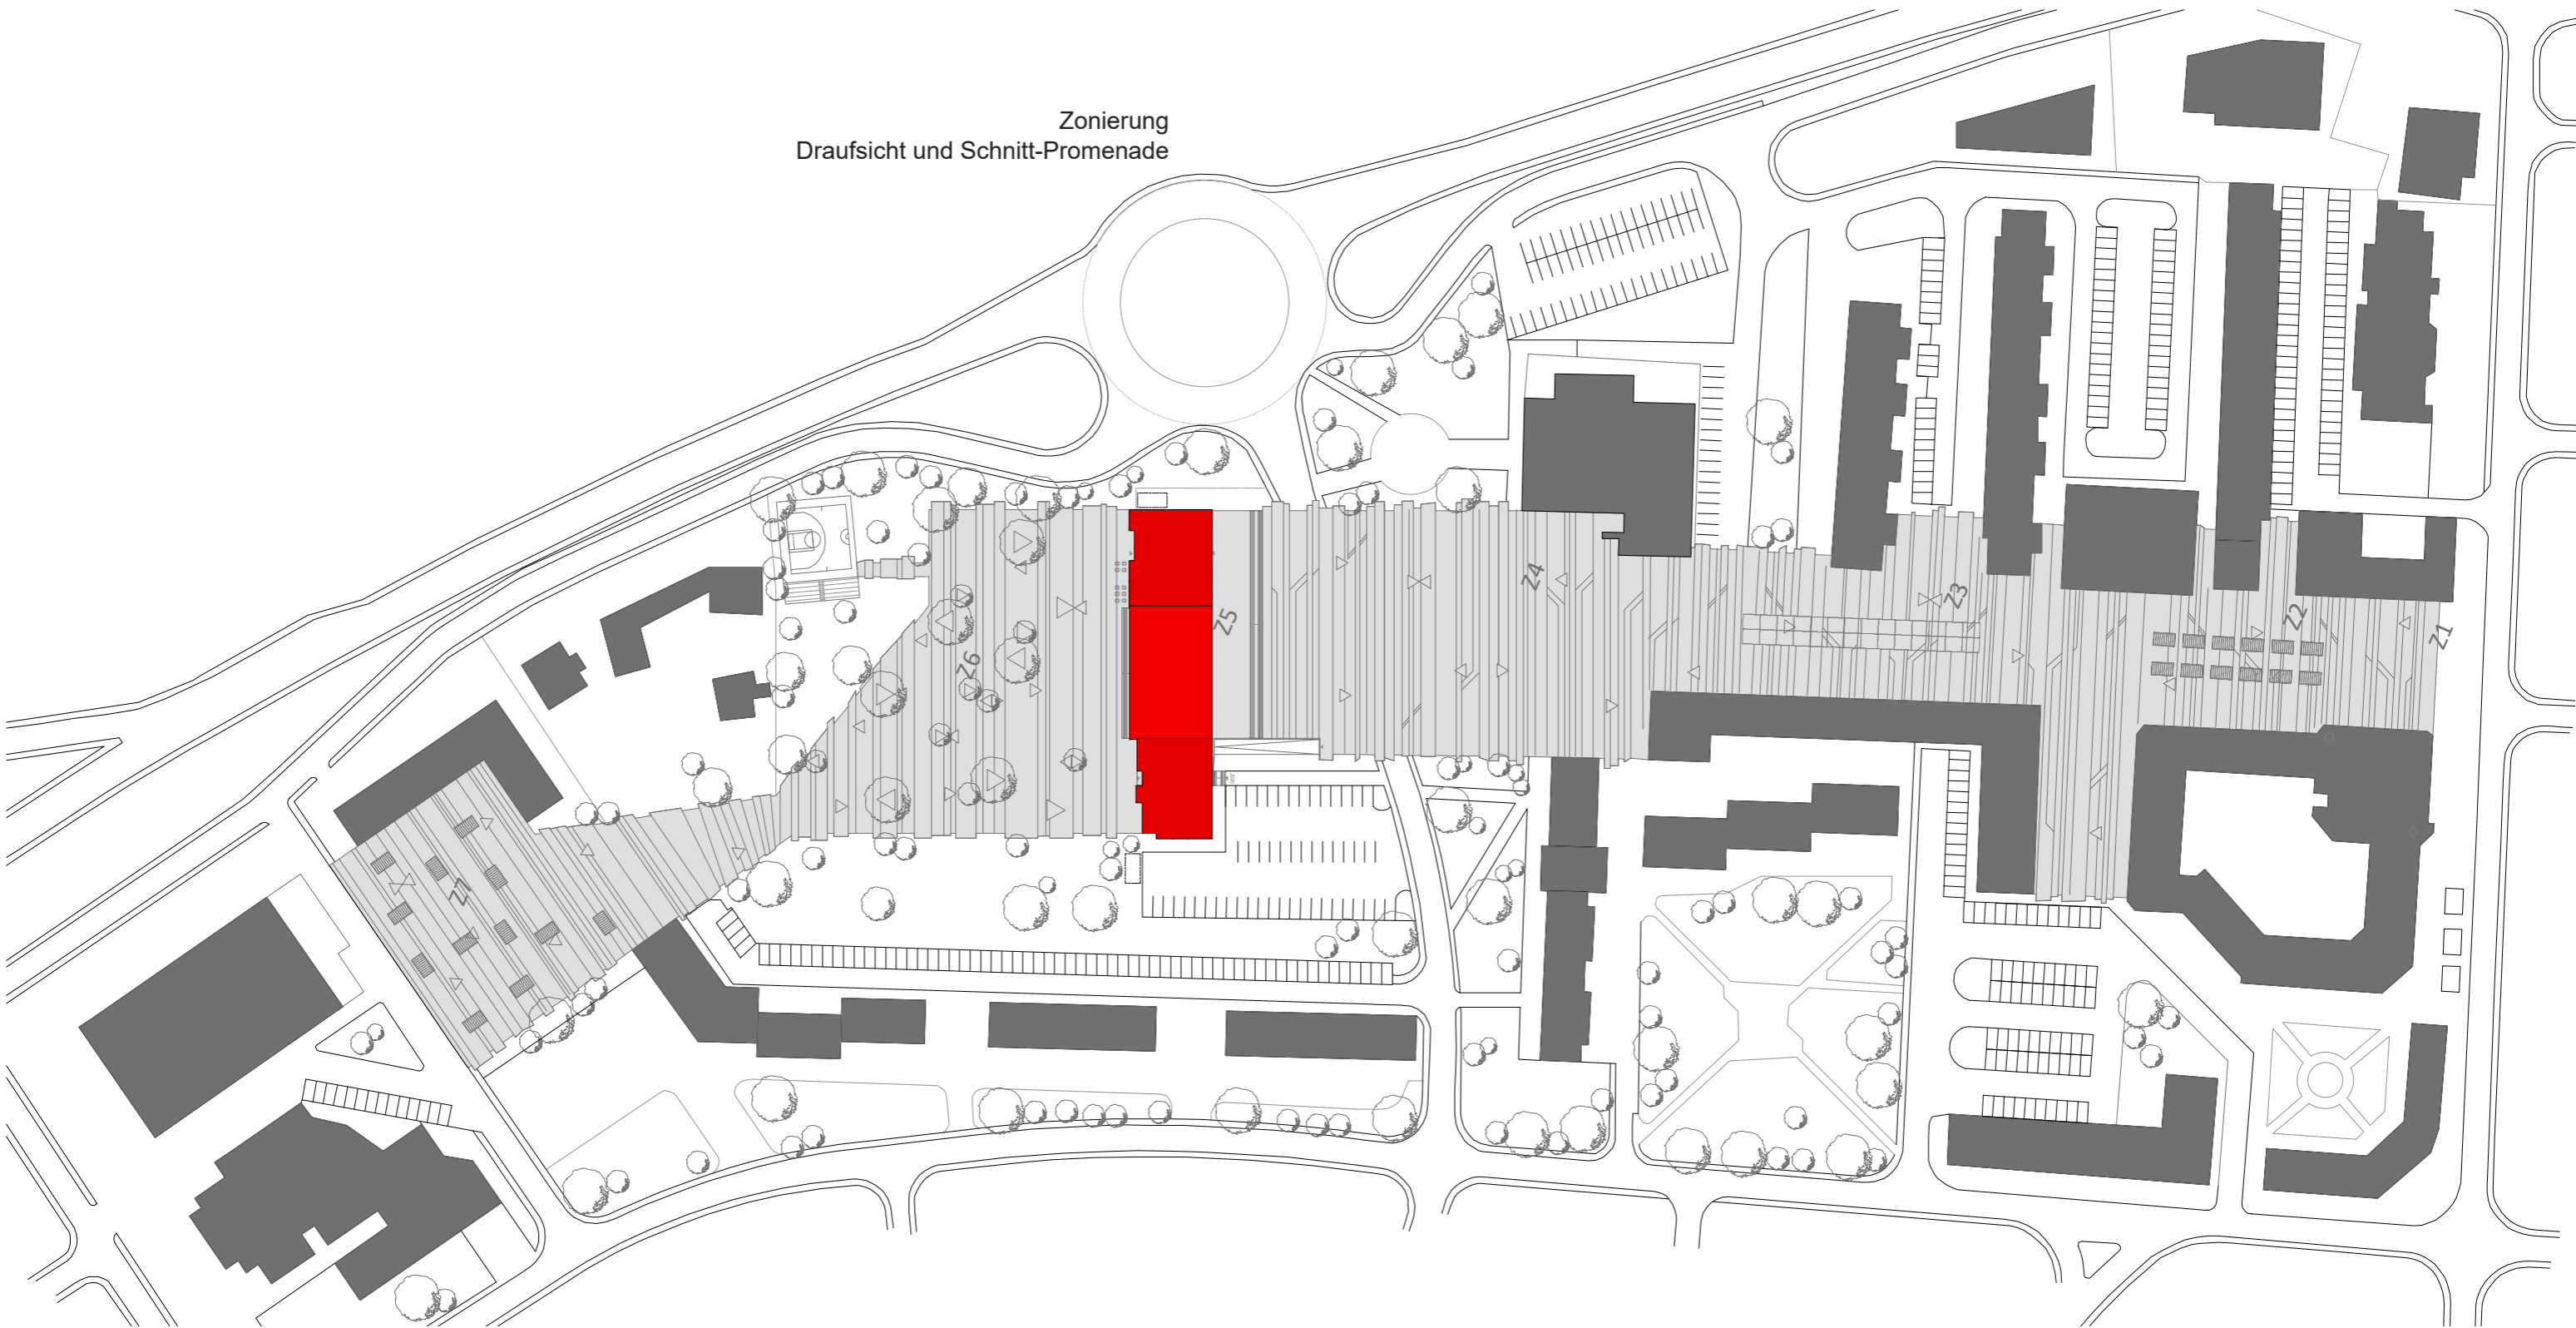 Zonierung
Draufsicht und Schnitt-Promenade
Z4
Z3
Z2
Z1
Z5
Z6
Z7